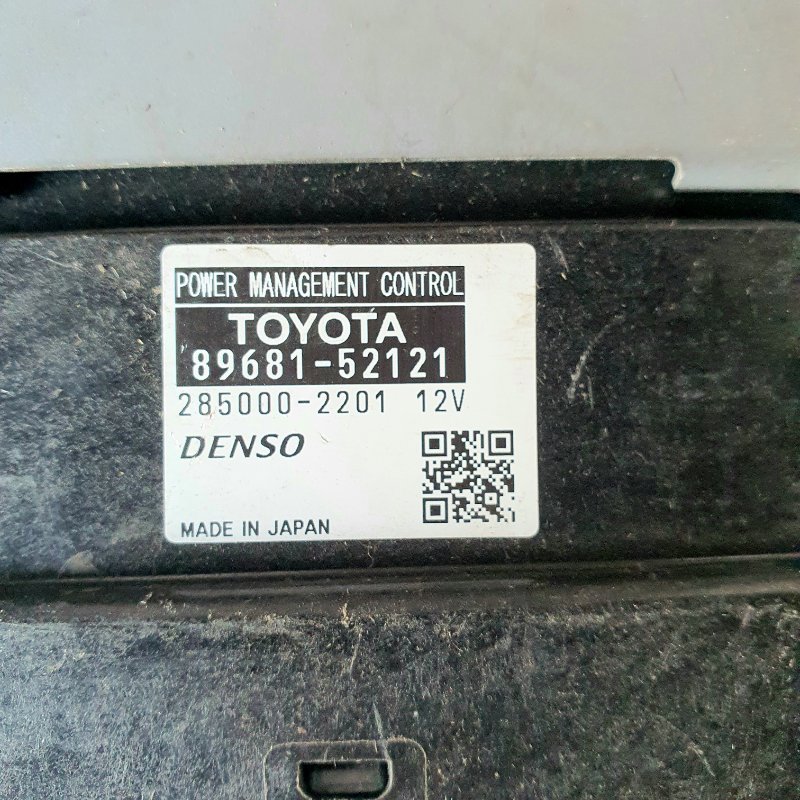 POWER MANAGEMENT CONTROL
TOYOTA
89681-52121
285000-2201 12V
DENSO
MADE IN JAPAN